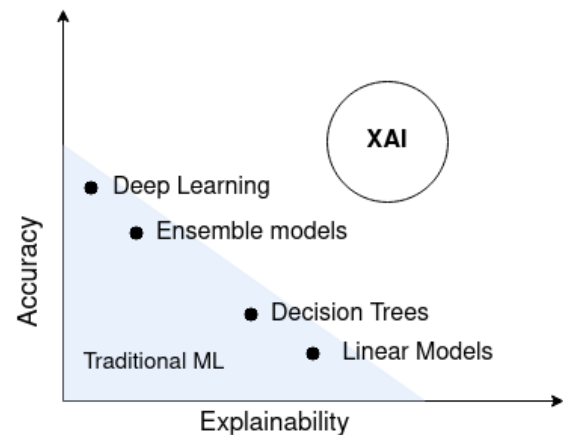 XAI
Deep Learning
Ensemble models
Accuracy
Decision Trees
Linear Models
Traditional ML
Explainability